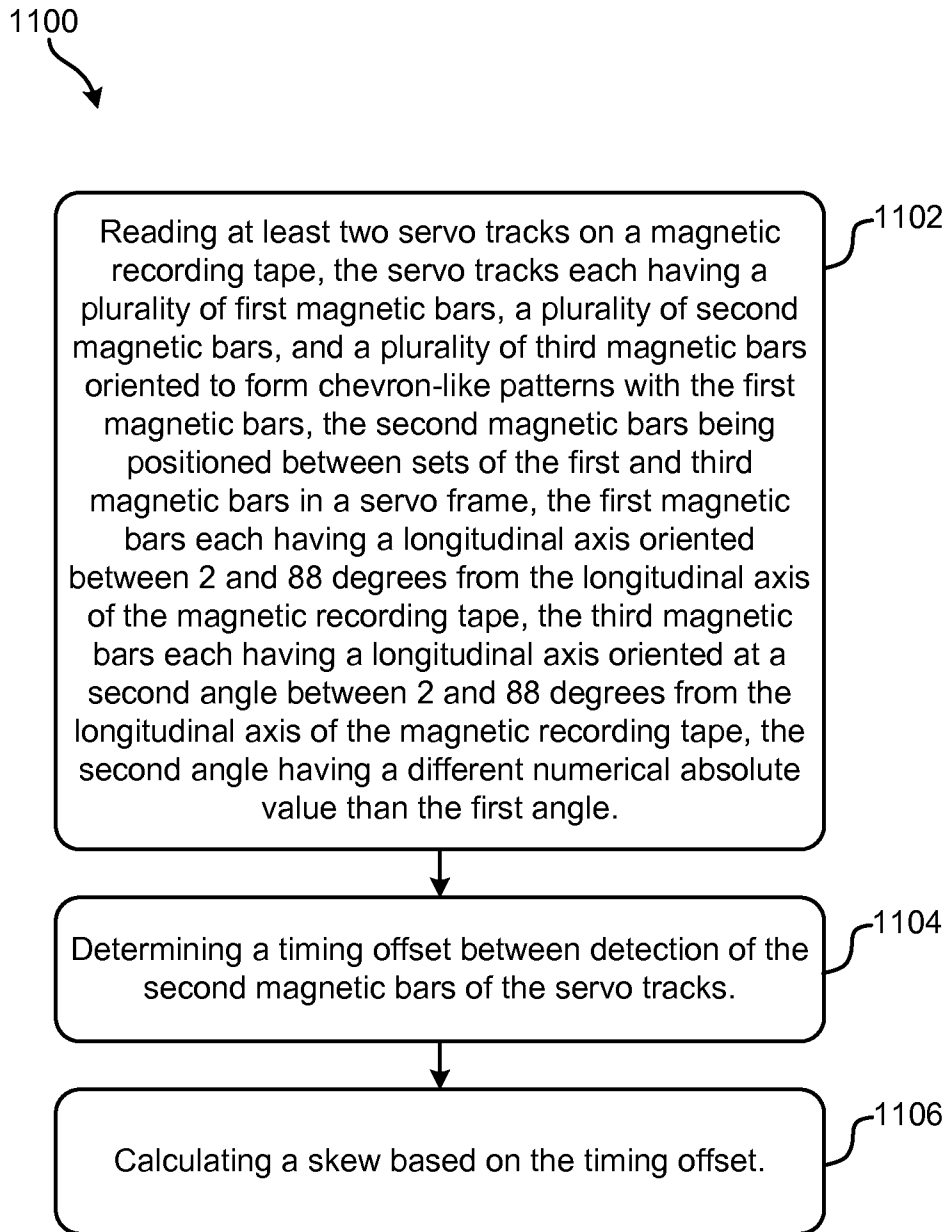 1100
Reading at least two servo tracks on a magnetic
recording tape, the servo tracks each having a
plurality of first magnetic bars, a plurality of second
magnetic bars, and a plurality of third magnetic bars
oriented to form chevron-like patterns with the first
magnetic bars, the second magnetic bars being
positioned between sets of the first and third
magnetic bars in a servo frame, the first magnetic
bars each having a longitudinal axis oriented
between 2 and 88 degrees from the longitudinal axis
of the magnetic recording tape, the third magnetic
bars each having a longitudinal axis oriented at a
second angle between 2 and 88 degrees from the
longitudinal axis of the magnetic recording tape, the
second angle having a different numerical absolute
value than the first angle.
1102
Determining a timing offset between detection of the
second magnetic bars of the servo tracks.
1104
Calculating a skew based on the timing offset.
1106